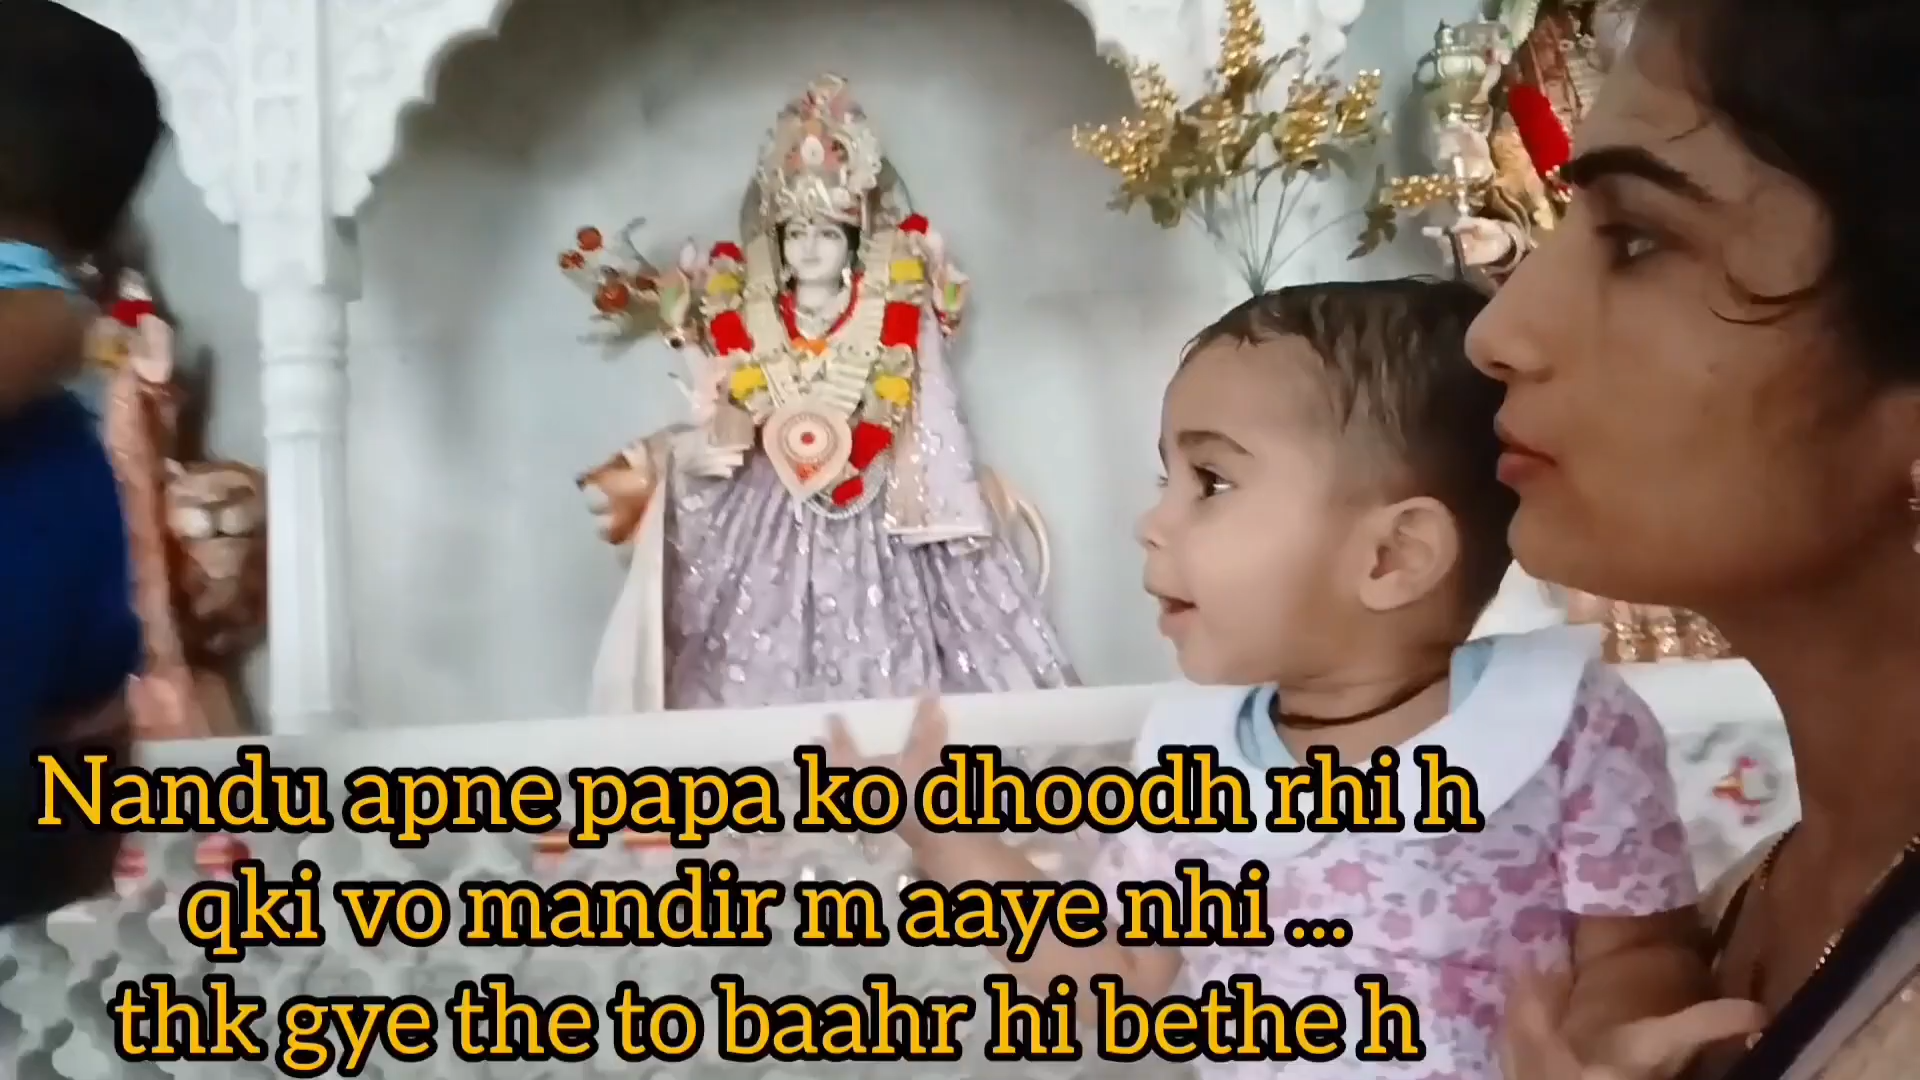 Nandu apne papa ko dhoodh rhi h
qki vo mandir m aaye nhi ...
thk gye the to baahr hi bethe h